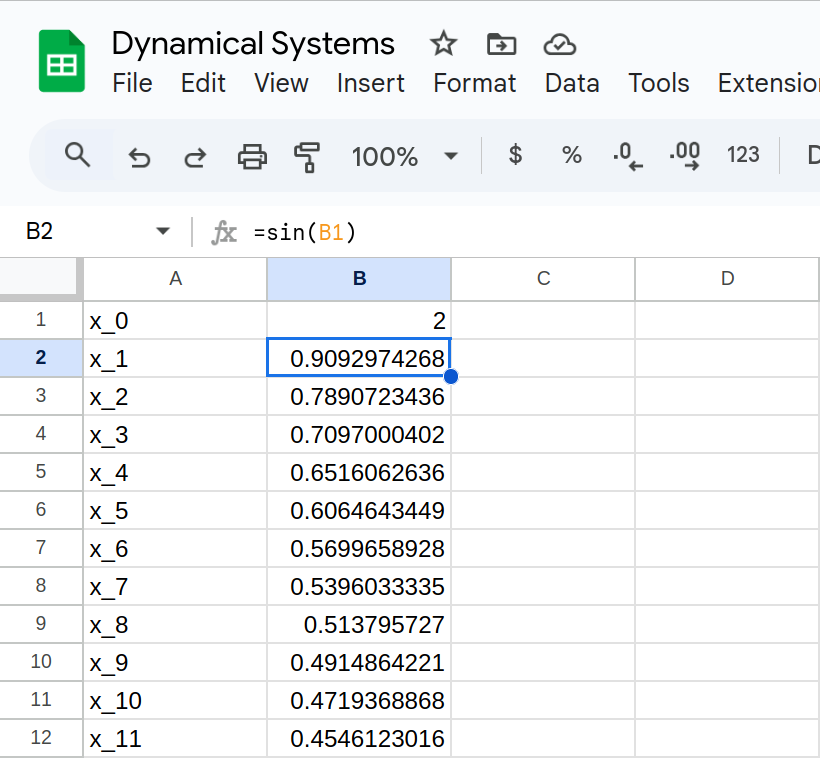 Dynamical Systems
File Edit View Insert Format Data Tools Extensio
100% $ % .0 .00 123
B2 fx =sin(B1)
A B C D
1 x_0 2
2 x_1 0.9092974268
3 x_2 0.7890723436
4 x_3 0.7097000402
5 x_4 0.6516062636
6 x_5 0.6064643449
7 x_6 0.5699658928
8 x_7 0.5396033335
9 x_8 0.513795727
10 x_9 0.4914864221
11 x_10 0.4719368868
12 x_11 0.4546123016